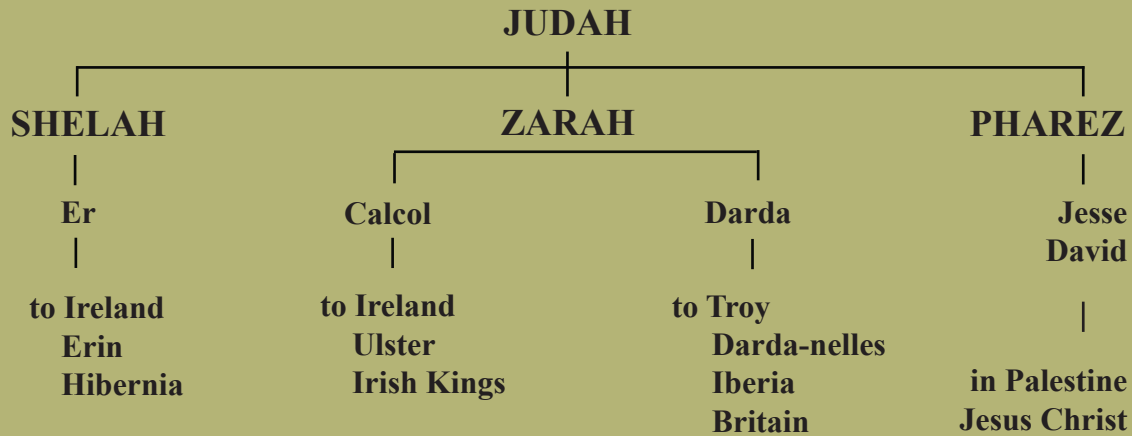 JUDAH
SHELAH
ZARAH
PHAREZ
Er
Calcol
Darda
Jesse
David
to Ireland
Erin
Hibernia
to Ireland
Ulster
Irish Kings
to Troy
Darda-nelles
Iberia
Britain
in Palestine
Jesus Christ